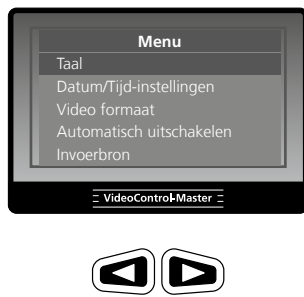 Menu
Taal
Datum/Tijd-instellingen
Video formaat
Automatisch uitschakelen
Invoerbron
VideoControl-Master